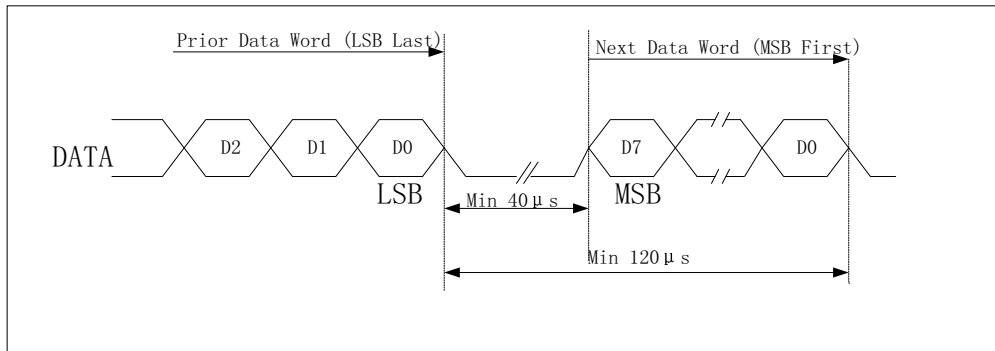 Prior Data Word (LSB Last)
Next Data Word (MSB First)
DATA
D2
D1
D0
D7
D0
LSB
MSB
Min 40μs
Min 120μs